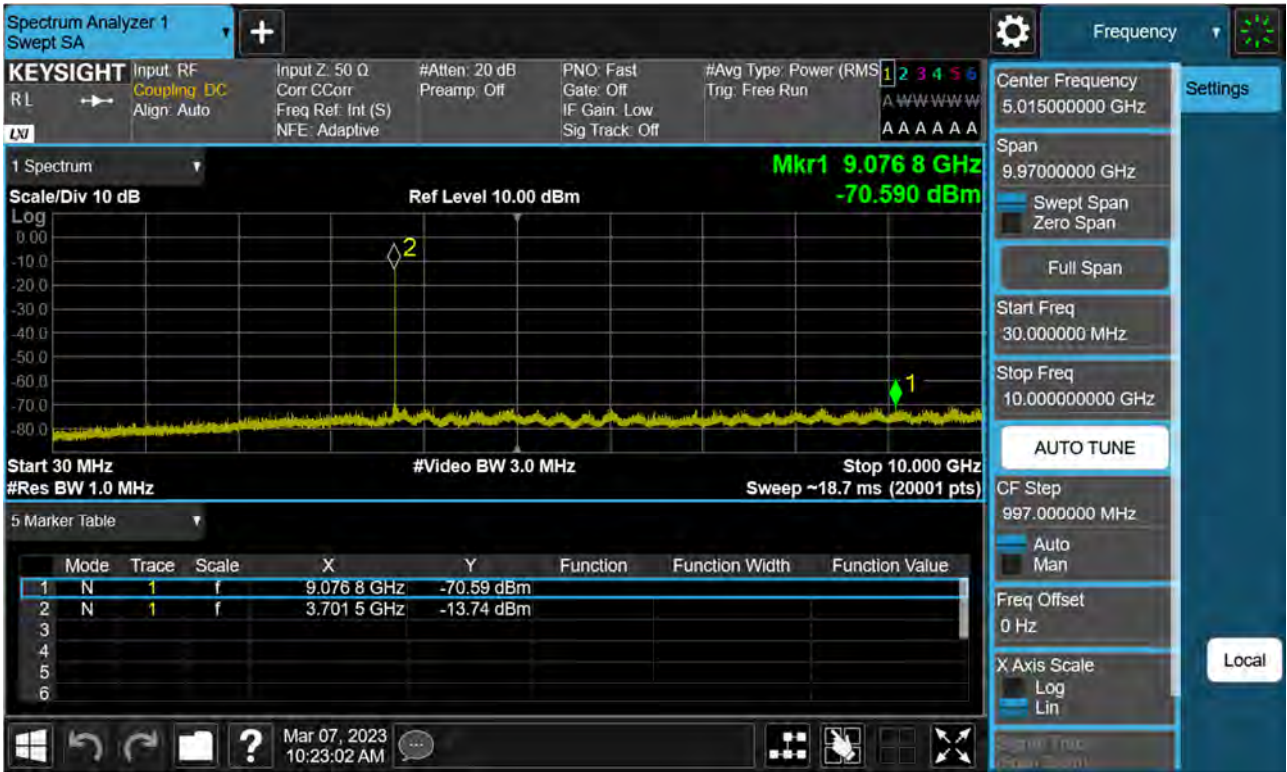 Spectrum Analyzer 1
Swept SA
+
Frequency
KEYSIGHT
RL
LXI
Input: RF
Coupling: DC
Align: Auto
Input Z: 50 Ω
Corr CCorr
Freq Ref: Int (S)
NFE: Adaptive
#Atten: 20 dB
Preamp: Off
PNO: Fast
Gate: Off
IF Gain: Low
Sig Track: Off
#Avg Type: Power (RMS
Trig: Free Run
1 2 3 4 5 6
A W W W W W
A A A A A A
1 Spectrum
Mkr1 9.076 8 GHz
-70.590 dBm
Scale/Div 10 dB
Ref Level 10.00 dBm
Log
0.00
-10.0
-20.0
-30.0
-40.0
-50.0
-60.0
-70.0
-80.0
2
1
Start 30 MHz
#Video BW 3.0 MHz
Stop 10.000 GHz
#Res BW 1.0 MHz
Sweep ~18.7 ms (20001 pts)
5 Marker Table
Mode Trace Scale X Y Function Function Width Function Value
1 N 1 f 9.076 8 GHz -70.59 dBm
2 N 1 f 3.701 5 GHz -13.74 dBm
3
4
5
6
?
Mar 07, 2023
10:23:02 AM
Center Frequency
5.015000000 GHz
Settings
Span
9.97000000 GHz
Swept Span
Zero Span
Full Span
Start Freq
30.000000 MHz
Stop Freq
10.000000000 GHz
AUTO TUNE
CF Step
997.000000 MHz
Auto
Man
Freq Offset
0 Hz
X Axis Scale
Log
Lin
Local